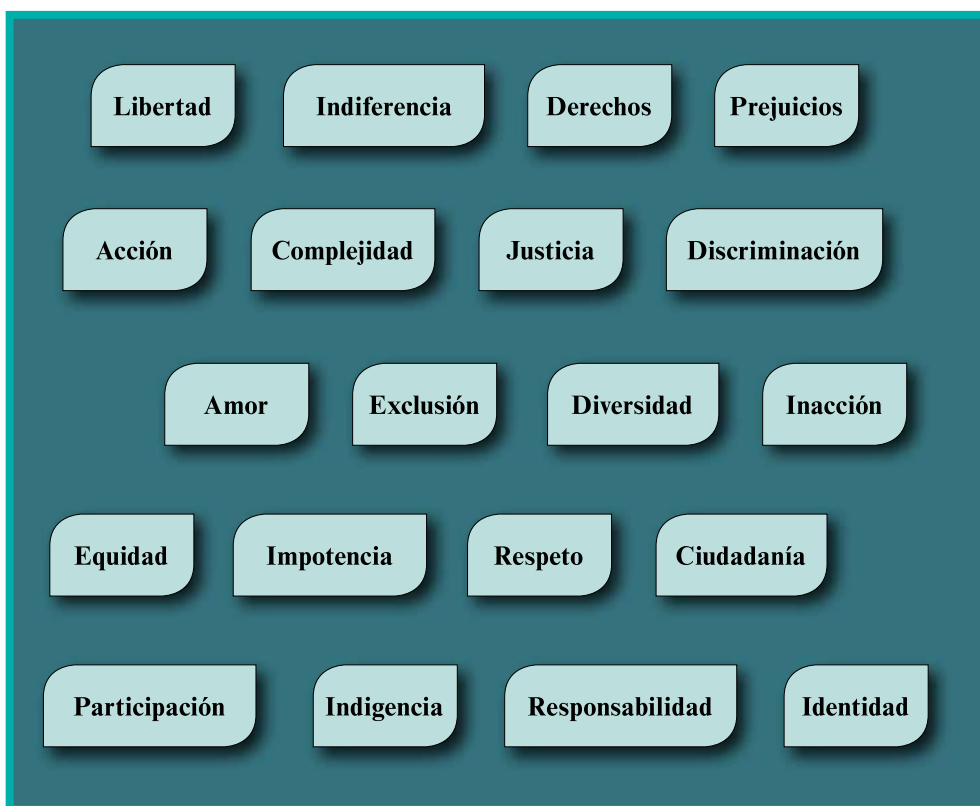 Libertad Indiferencia Derechos Prejuicios
Acción Complejidad Justicia Discriminación
Amor Exclusión Diversidad Inacción
Equidad Impotencia Respeto Ciudadanía
Participación Indigencia Responsabilidad Identidad